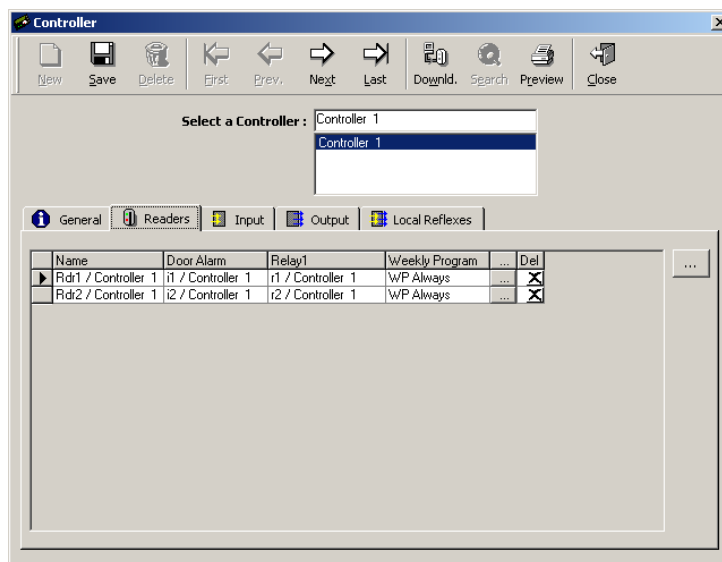 Controller
New Save Delete First Prev. Next Last Downld. Search Preview Close
Select a Controller : Controller 1
Controller 1
General Readers Input Output Local Reflexes
Name Door Alarm Relay1 Weekly Program ... Del
Rdr1 / Controller 1 i1 / Controller 1 r1 / Controller 1 WP Always ... X
Rdr2 / Controller 1 i2 / Controller 1 r2 / Controller 1 WP Always ... X
...